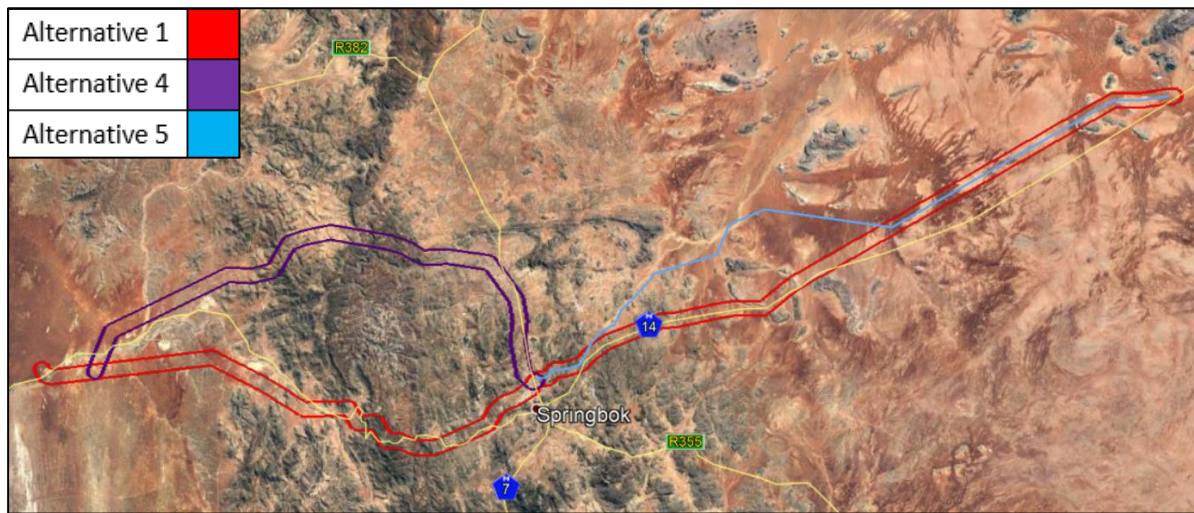 Alternative 1
Alternative 4
Alternative 5
R382
N
14
Springbok
R355
N
7